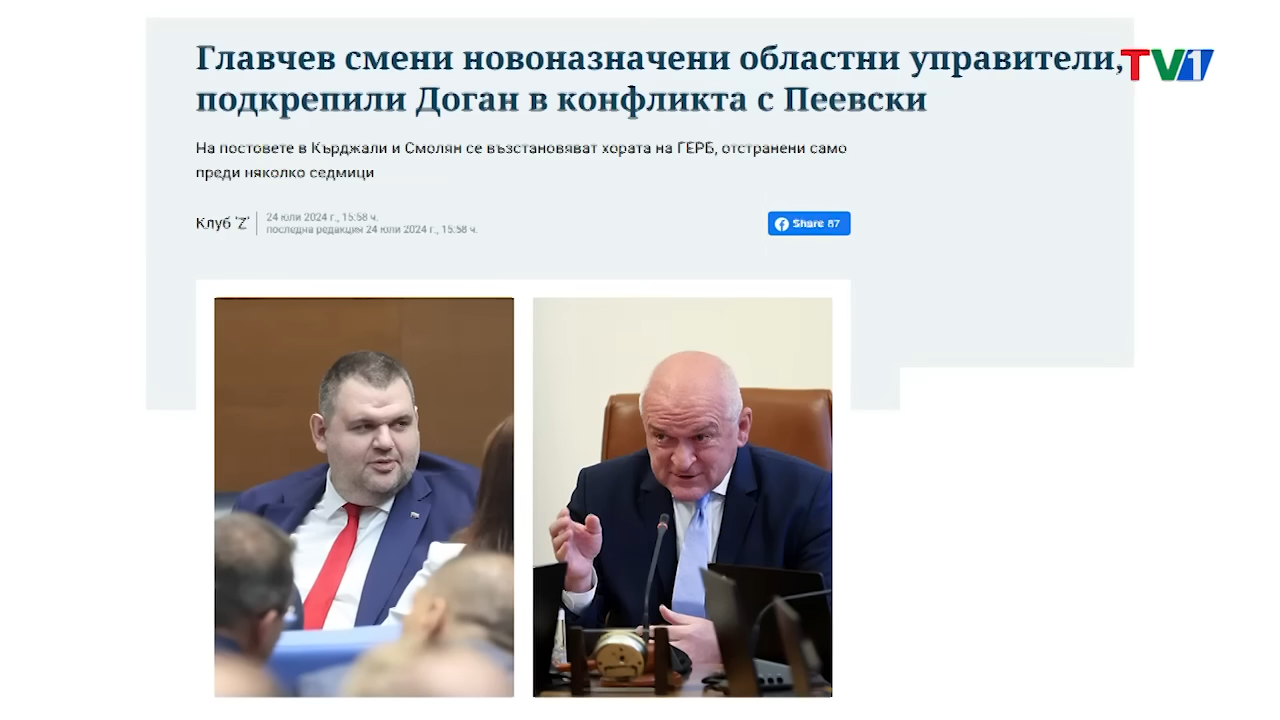 Главчев смени новоназначени областни управители,
подкрепили Доган в конфликта с Пеевски
TV1
На постовете в Кърджали и Смолян се възстановяват хората на ГЕРБ, отстранени само
преди няколко седмици
Клуб 'Z'
24 юли 2024 г., 15:58 ч.
последна редакция 24 юли 2024 г., 15:58 ч.
Share 87